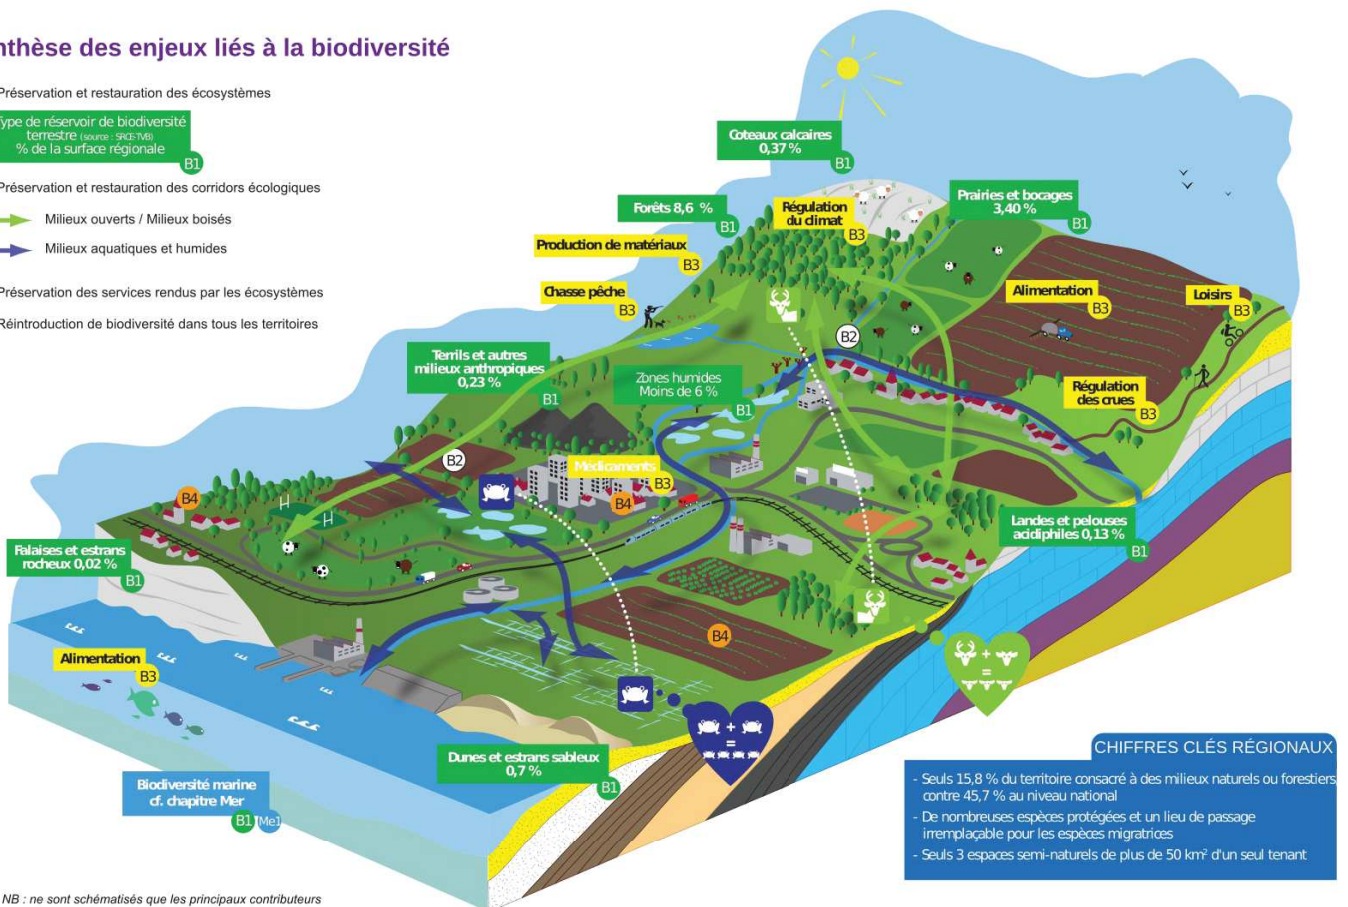 nthèse des enjeux liés à la biodiversité
Préservation et restauration des écosystèmes
Type de réservoir de biodiversité
terrestre (source : SRCE-TVB)
% de la surface régionale
B1
Préservation et restauration des corridors écologiques
Milieux ouverts / Milieux boisés
Milieux aquatiques et humides
Préservation des services rendus par les écosystèmes
Réintroduction de biodiversité dans tous les territoires
Coteaux calcaires
0,37 %
B1
Forêts 8,6 %
B1
Régulation
du climat
B3
Prairies et bocages
3,40 %
B1
Production de matériaux
B3
Chasse pêche
B3
Alimentation
B3
Loisirs
B3
B2
Terrils et autres
milieux anthropiques
0,23 %
B1
Zones humides
Moins de 6 %
B1
Régulation
des crues
B3
B2
Médicaments
B3
B4
B4
H
H
Landes et pelouses
acidiphiles 0,13 %
B1
Falaises et estrans
rocheux 0,02 %
B1
B4
Alimentation
B3
+
=
+
=
Dunes et estrans sableux
0,7 %
B1
Biodiversité marine
cf. chapitre Mer
B1 Me1
CHIFFRES CLÉS RÉGIONAUX
- Seuls 15,8 % du territoire consacré à des milieux naturels ou forestiers,
contre 45,7 % au niveau national
- De nombreuses espèces protégées et un lieu de passage
irremplaçable pour les espèces migratrices
- Seuls 3 espaces semi-naturels de plus de 50 km² d'un seul tenant
NB : ne sont schématisés que les principaux contributeurs